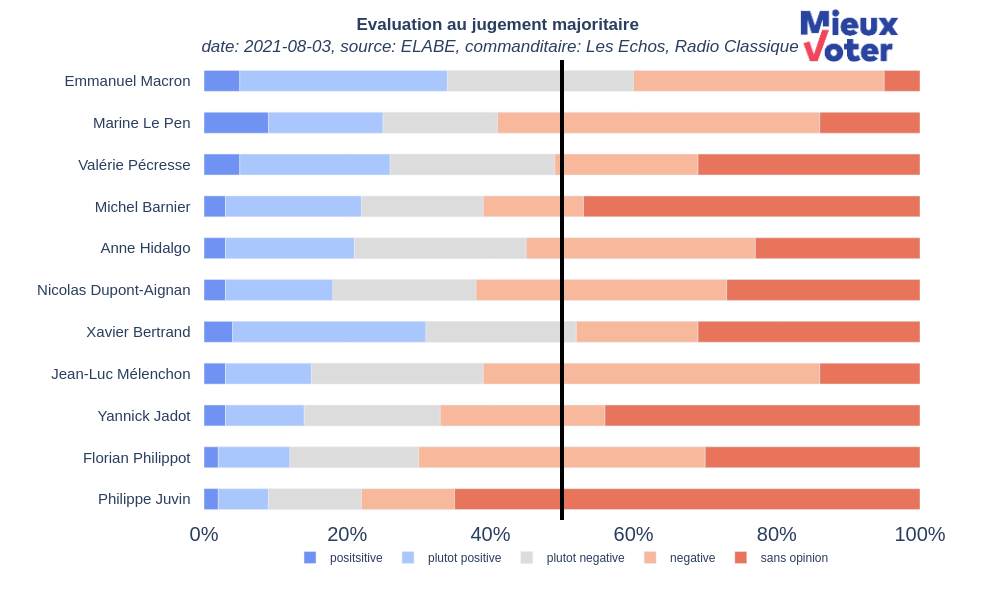 Evaluation au jugement majoritaire
date: 2021-08-03, source: ELABE, commanditaire: Les Echos, Radio Classique
Mieux
Voter
Emmanuel Macron
Marine Le Pen
Valérie Pécresse
Michel Barnier
Anne Hidalgo
Nicolas Dupont-Aignan
Xavier Bertrand
Jean-Luc Mélenchon
Yannick Jadot
Florian Philippot
Philippe Juvin
0% 20% 40% 60% 80% 100%
positsitive plutot positive plutot negative negative sans opinion